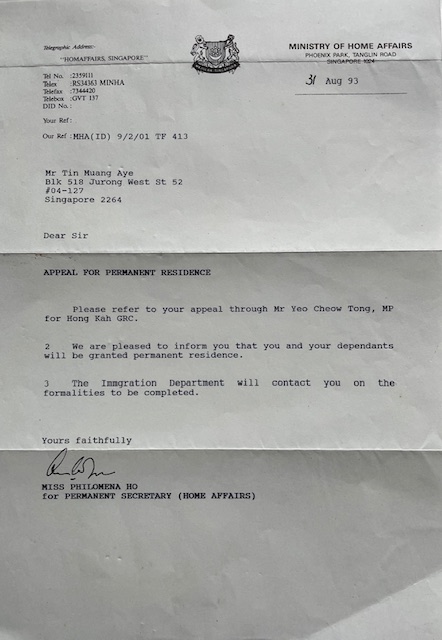 Telegraphic Address:-
"HOMAFFAIRS, SINGAPORE"
MINISTRY OF HOME AFFAIRS
PHOENIX PARK, TANGLIN ROAD
SINGAPORE 1024
Tel No. :2359111
Telex :RS34363 MINHA
Telefax :7344420
Telebox :GVT 137
DID No. :
31 Aug 93
Your Ref :
Our Ref :MHA(ID) 9/2/01 TF 413
Mr Tin Muang Aye
Blk 518 Jurong West St 52
#04-127
Singapore 2264
Dear Sir
APPEAL FOR PERMANENT RESIDENCE
Please refer to your appeal through Mr Yeo Cheow Tong, MP
for Hong Kah GRC.
2 We are pleased to inform you that you and your dependants
will be granted permanent residence.
3 The Immgration Department will contact you on the
formalities to be completed.
Yours faithfully
MISS PHILOMENA HO
for PERMANENT SECRETARY (HOME AFFAIRS)